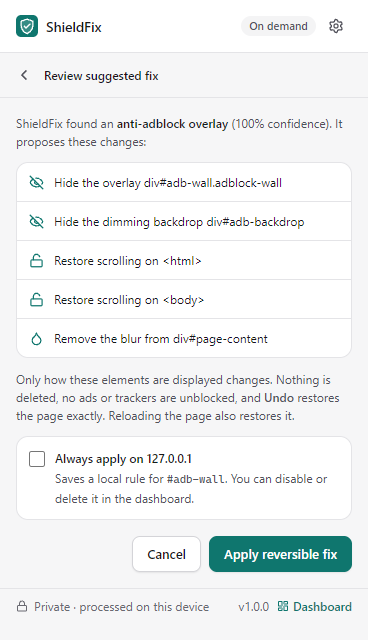 ShieldFix
On demand
Review suggested fix
ShieldFix found an anti-adblock overlay (100% confidence). It
proposes these changes:
Hide the overlay div#adb-wall.adblock-wall
Hide the dimming backdrop div#adb-backdrop
Restore scrolling on <html>
Restore scrolling on <body>
Remove the blur from div#page-content
Only how these elements are displayed changes. Nothing is
deleted, no ads or trackers are unblocked, and Undo restores
the page exactly. Reloading the page also restores it.
Always apply on 127.0.0.1
Saves a local rule for #adb-wall. You can disable or
delete it in the dashboard.
Cancel
Apply reversible fix
Private · processed on this device
v1.0.0
Dashboard